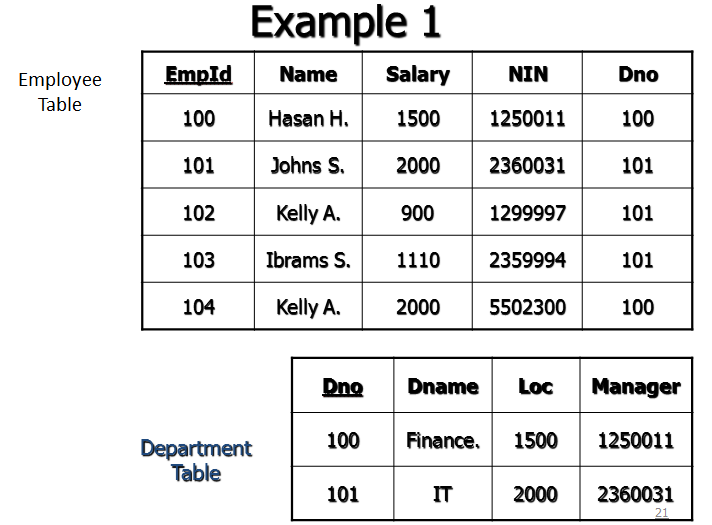 Example 1
Employee
Table
EmpId Name Salary NIN Dno
100 Hasan H. 1500 1250011 100
101 Johns S. 2000 2360031 101
102 Kelly A. 900 1299997 101
103 Ibrams S. 1110 2359994 101
104 Kelly A. 2000 5502300 100
Department
Table
Dno Dname Loc Manager
100 Finance. 1500 1250011
101 IT 2000 2360031
21